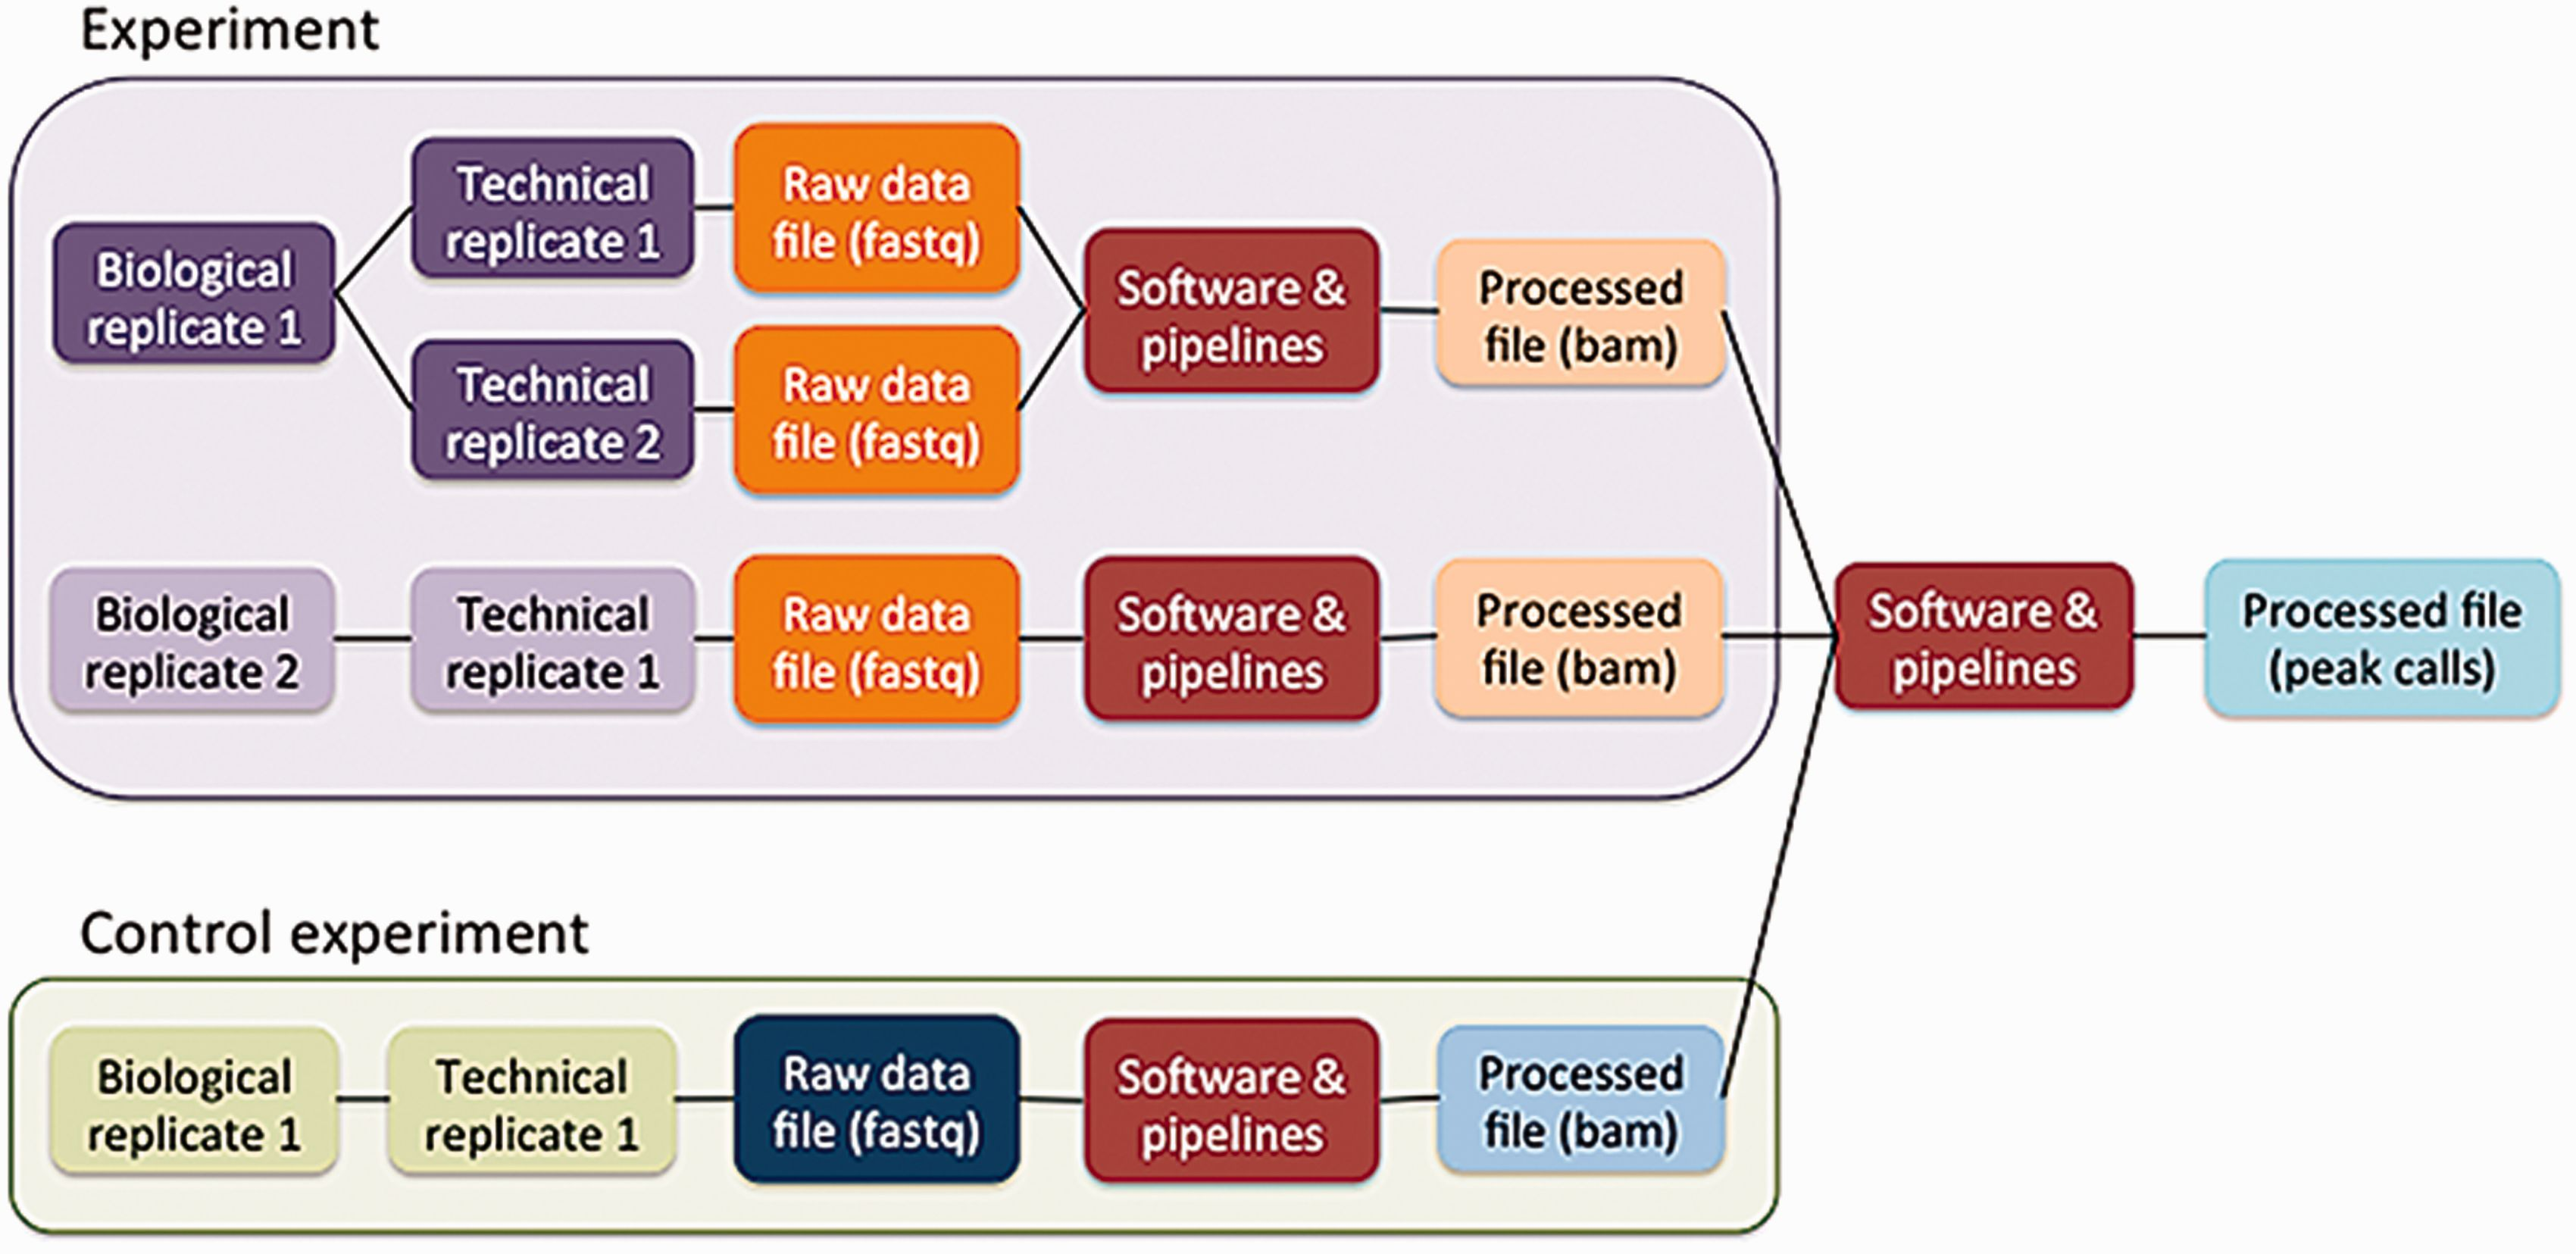 Experiment
Biological
replicate 1
Technical
replicate 1
Raw data
file (fastq)
Technical
replicate 2
Raw data
file (fastq)
Software &
pipelines
Processed
file (bam)
Biological
replicate 2
Technical
replicate 1
Raw data
file (fastq)
Software &
pipelines
Processed
file (bam)
Software &
pipelines
Processed file
(peak calls)
Control experiment
Biological
replicate 1
Technical
replicate 1
Raw data
file (fastq)
Software &
pipelines
Processed
file (bam)